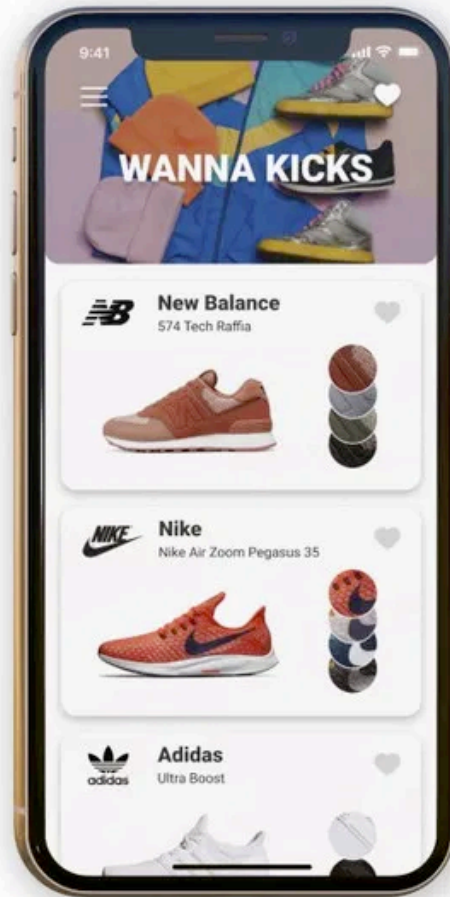 9:41
WANNA KICKS
NB
New Balance
574 Tech Raffia
N
NIKE
Nike
Nike Air Zoom Pegasus 35
adidas
Adidas
Ultra Boost